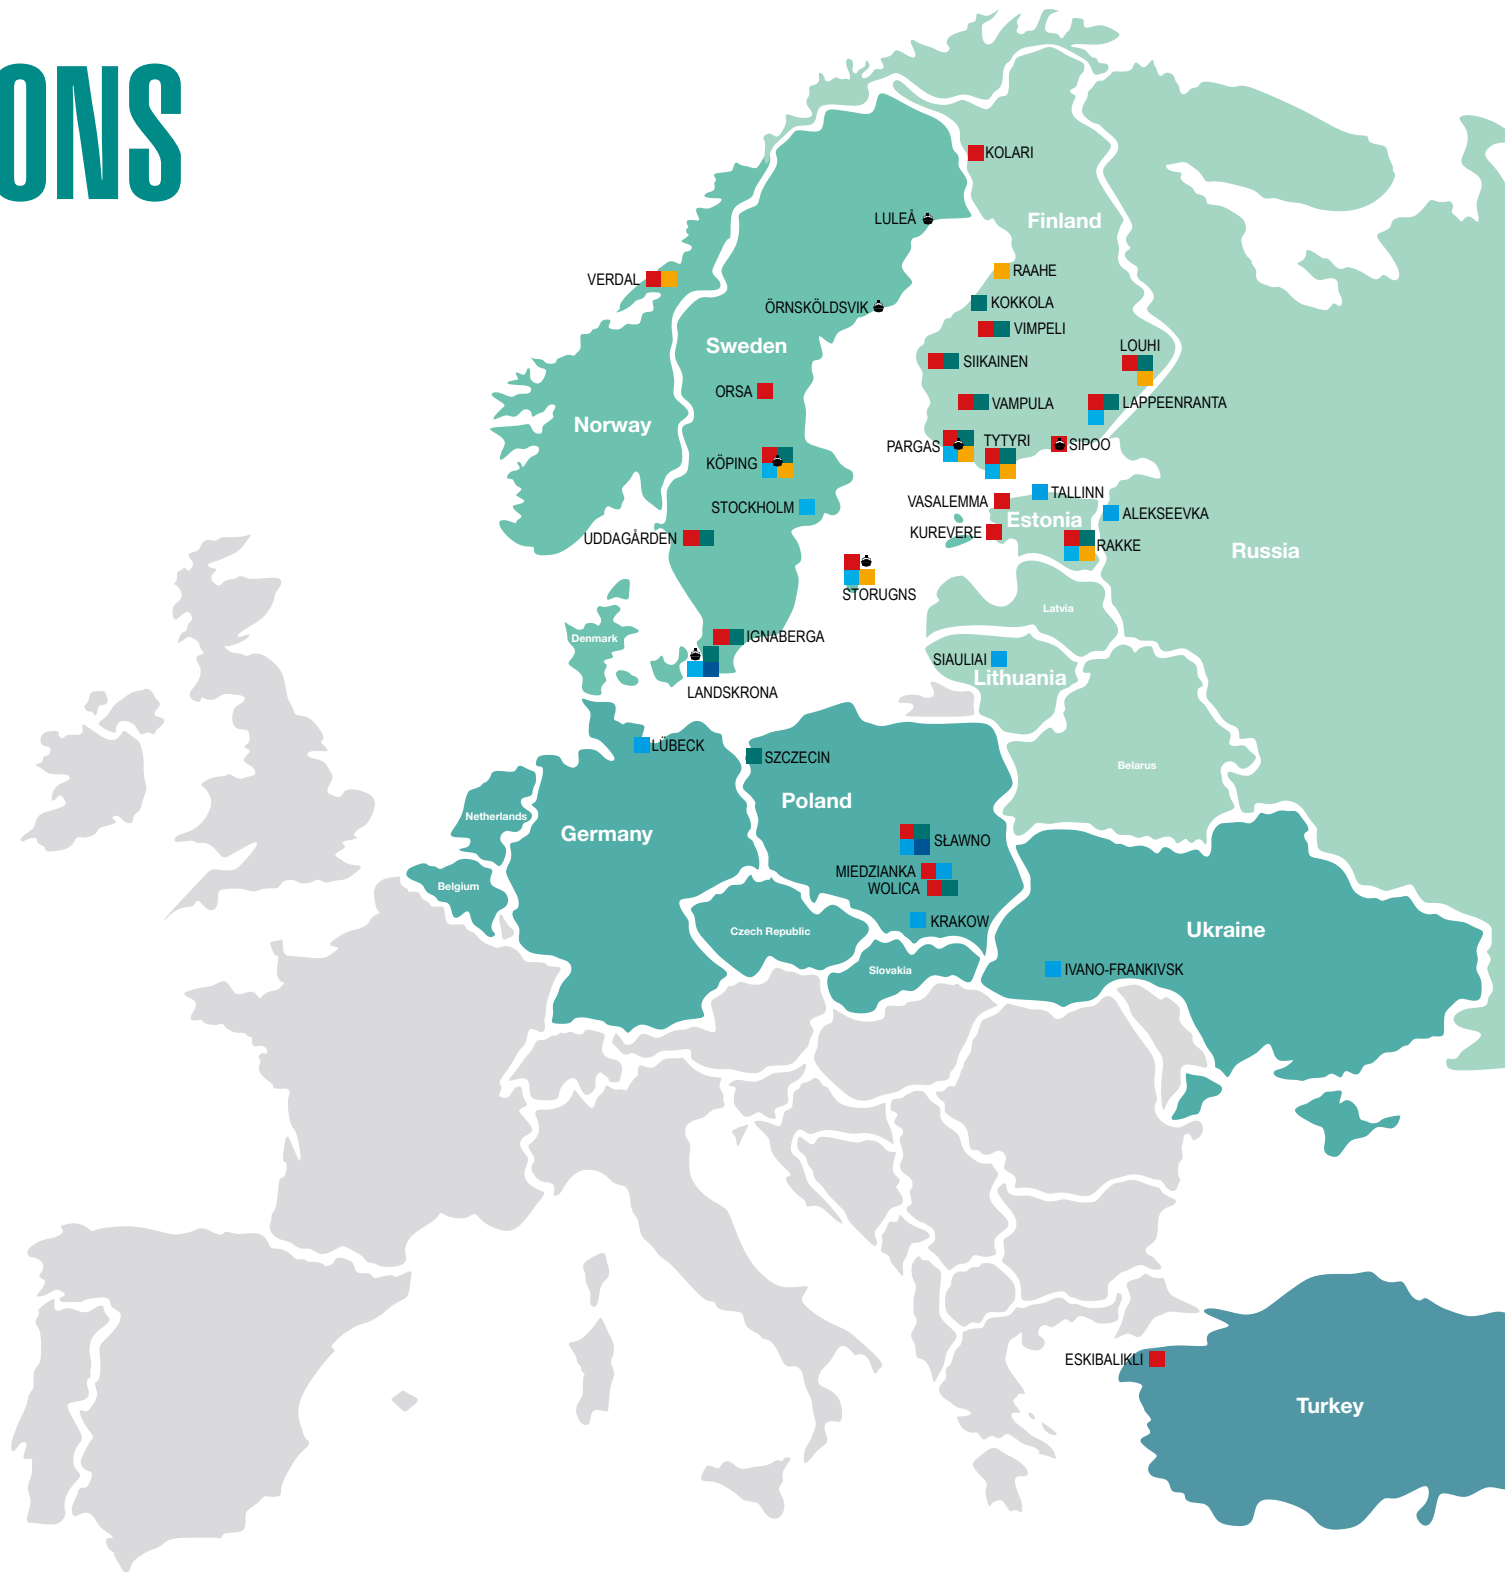 ONS
KOLARI
LULEÅ
Finland
RAAHE
VERDAL
KOKKOLA
ÖRNSKÖLDSVIK
VIMPELI
Sweden
LOUHI
SIIKAINEN
ORSA
VAMPULA
LAPPEENRANTA
Norway
PARGAS
TYTYRI
SIPOO
KÖPING
TALLINN
VASALEMMA
STOCKHOLM
ALEKSEEVKA
Estonia
KUREVERE
UDDAGÅRDEN
RAKKE
Russia
STORUGNS
Latvia
IGNABERGA
Denmark
SIAULIAI
Lithuania
LANDSKRONA
LÜBECK
SZCZECIN
Belarus
Poland
Netherlands
Germany
SŁAWNO
MIEDZIANKA
Belgium
WOLICA
KRAKOW
Czech Republic
Ukraine
Slovakia
IVANO-FRANKIVSK
ESKIBALIKLI
Turkey